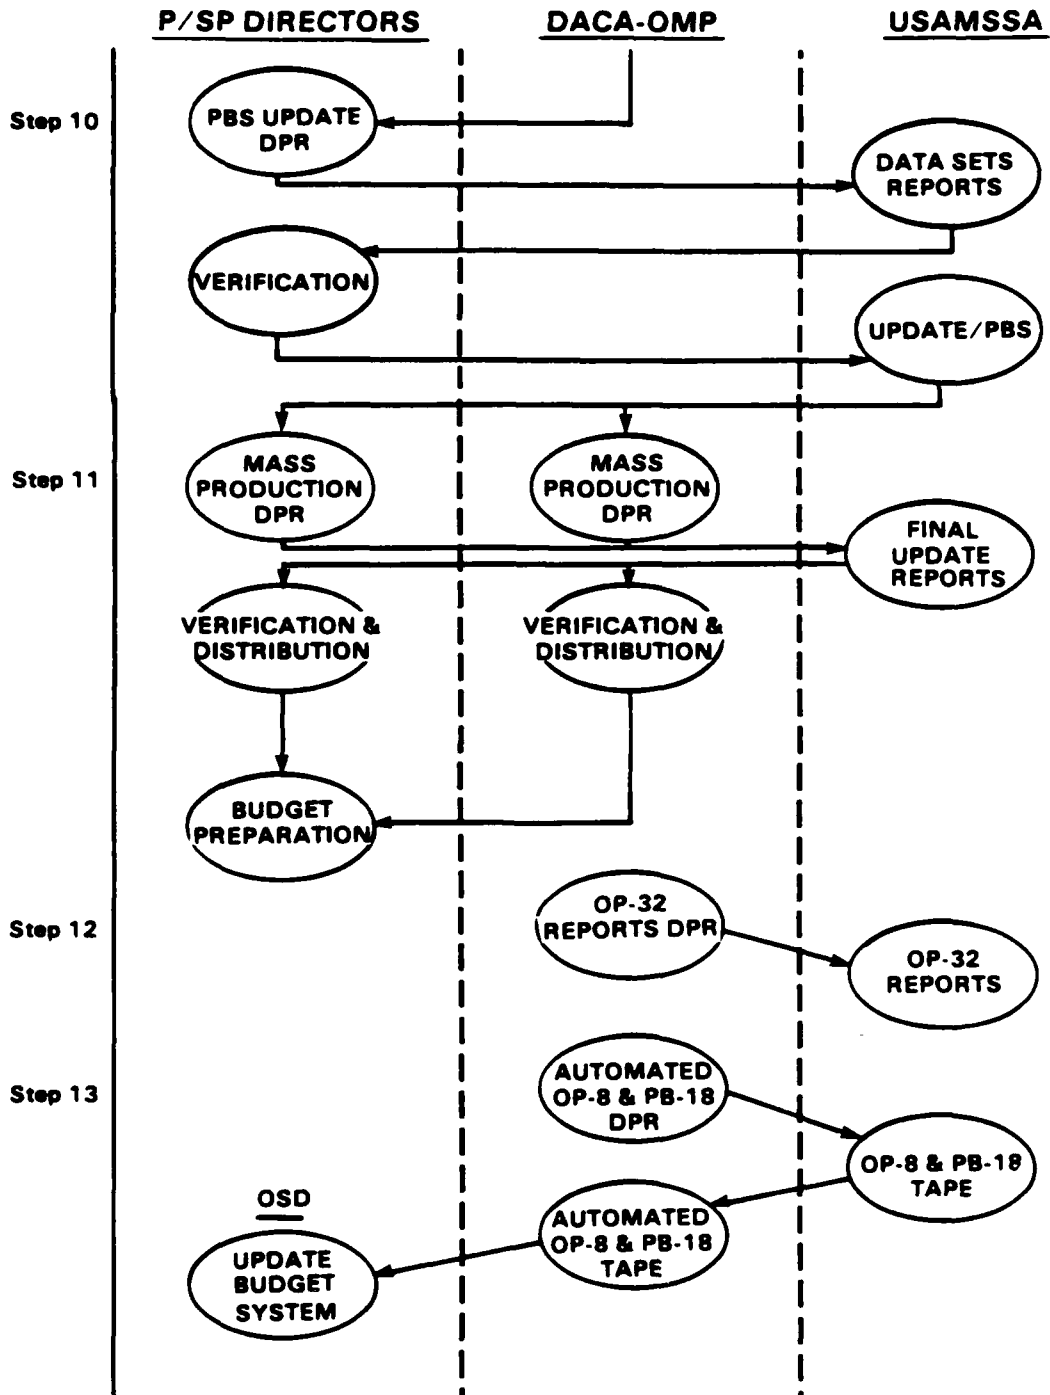 P/SP DIRECTORS
DACA-OMP
USAMSSA
Step 10
PBS UPDATE
DPR
DATA SETS
REPORTS
VERIFICATION
UPDATE/PBS
Step 11
MASS
PRODUCTION
DPR
MASS
PRODUCTION
DPR
FINAL
UPDATE
REPORTS
VERIFICATION &
DISTRIBUTION
VERIFICATION &
DISTRIBUTION
BUDGET
PREPARATION
Step 12
OP-32
REPORTS DPR
OP-32
REPORTS
Step 13
AUTOMATED
OP-8 & PB-18
DPR
OP-8 & PB-18
TAPE
AUTOMATED
OP-8 & PB-18
TAPE
OSD
UPDATE
BUDGET
SYSTEM